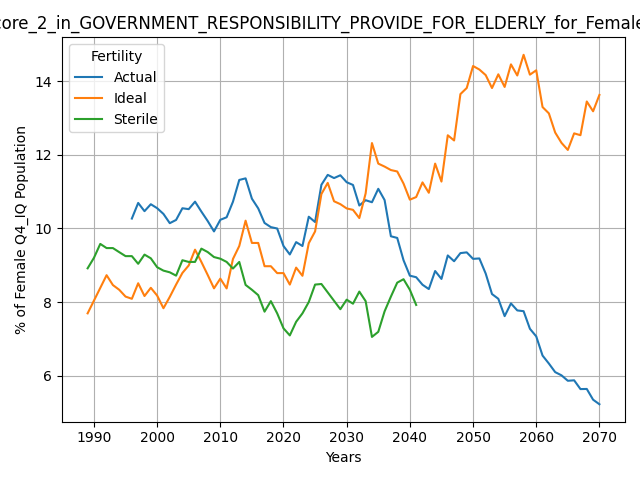 core_2_in_GOVERNMENT_RESPONSIBILITY_PROVIDE_FOR_ELDERLY_for_Female
Fertility
Actual
Ideal
Sterile
% of Female Q4_IQ Population
14
12
10
8
6
1990 2000 2010 2020 2030 2040 2050 2060 2070
Years